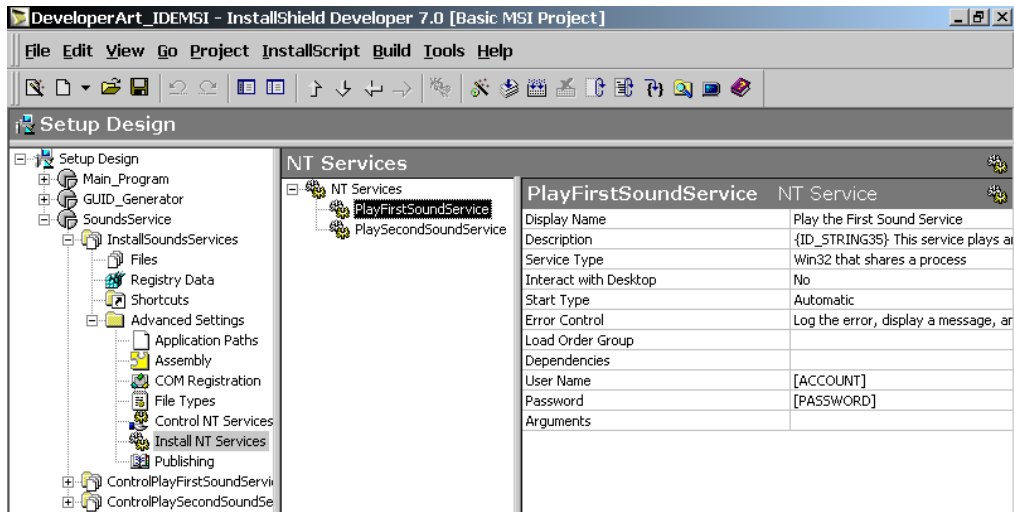 DeveloperArt_IDEMSI - InstallShield Developer 7.0 [Basic MSI Project]
File Edit View Go Project InstallScript Build Tools Help
Setup Design
Setup Design
Main_Program
GUID_Generator
SoundsService
InstallSoundsServices
Files
Registry Data
Shortcuts
Advanced Settings
Application Paths
Assembly
COM Registration
File Types
Control NT Services
Install NT Services
Publishing
ControlPlayFirstSoundServi
ControlPlaySecondSoundSe
NT Services
NT Services
PlayFirstSoundService
PlaySecondSoundService
PlayFirstSoundService NT Service
Display Name Play the First Sound Service
Description {ID_STRING35} This service plays a
Service Type Win32 that shares a process
Interact with Desktop No
Start Type Automatic
Error Control Log the error, display a message, ar
Load Order Group
Dependencies
User Name [ACCOUNT]
Password [PASSWORD]
Arguments